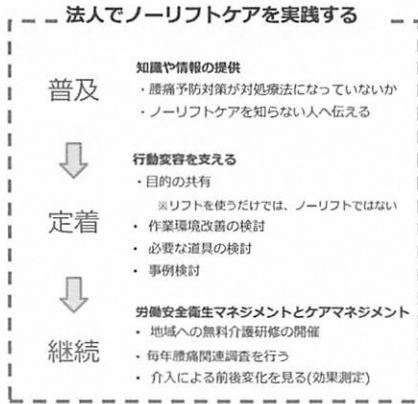 法人でノーリフトケアを実践する
普及
知識や情報の提供
・腰痛予防対策が対処療法になっていないか
・ノーリフトケアを知らない人へ伝える
定着
行動変容を支える
・目的の共有
※リフトを使うだけでは、ノーリフトではない
・ 作業環境改善の検討
・ 必要な道具の検討
・ 事例検討
継続
労働安全衛生マネジメントとケアマネジメント
・ 地域への無料介護研修の開催
・ 毎年腰痛関連調査を行う
・ 介入による前後変化を見る(効果測定)